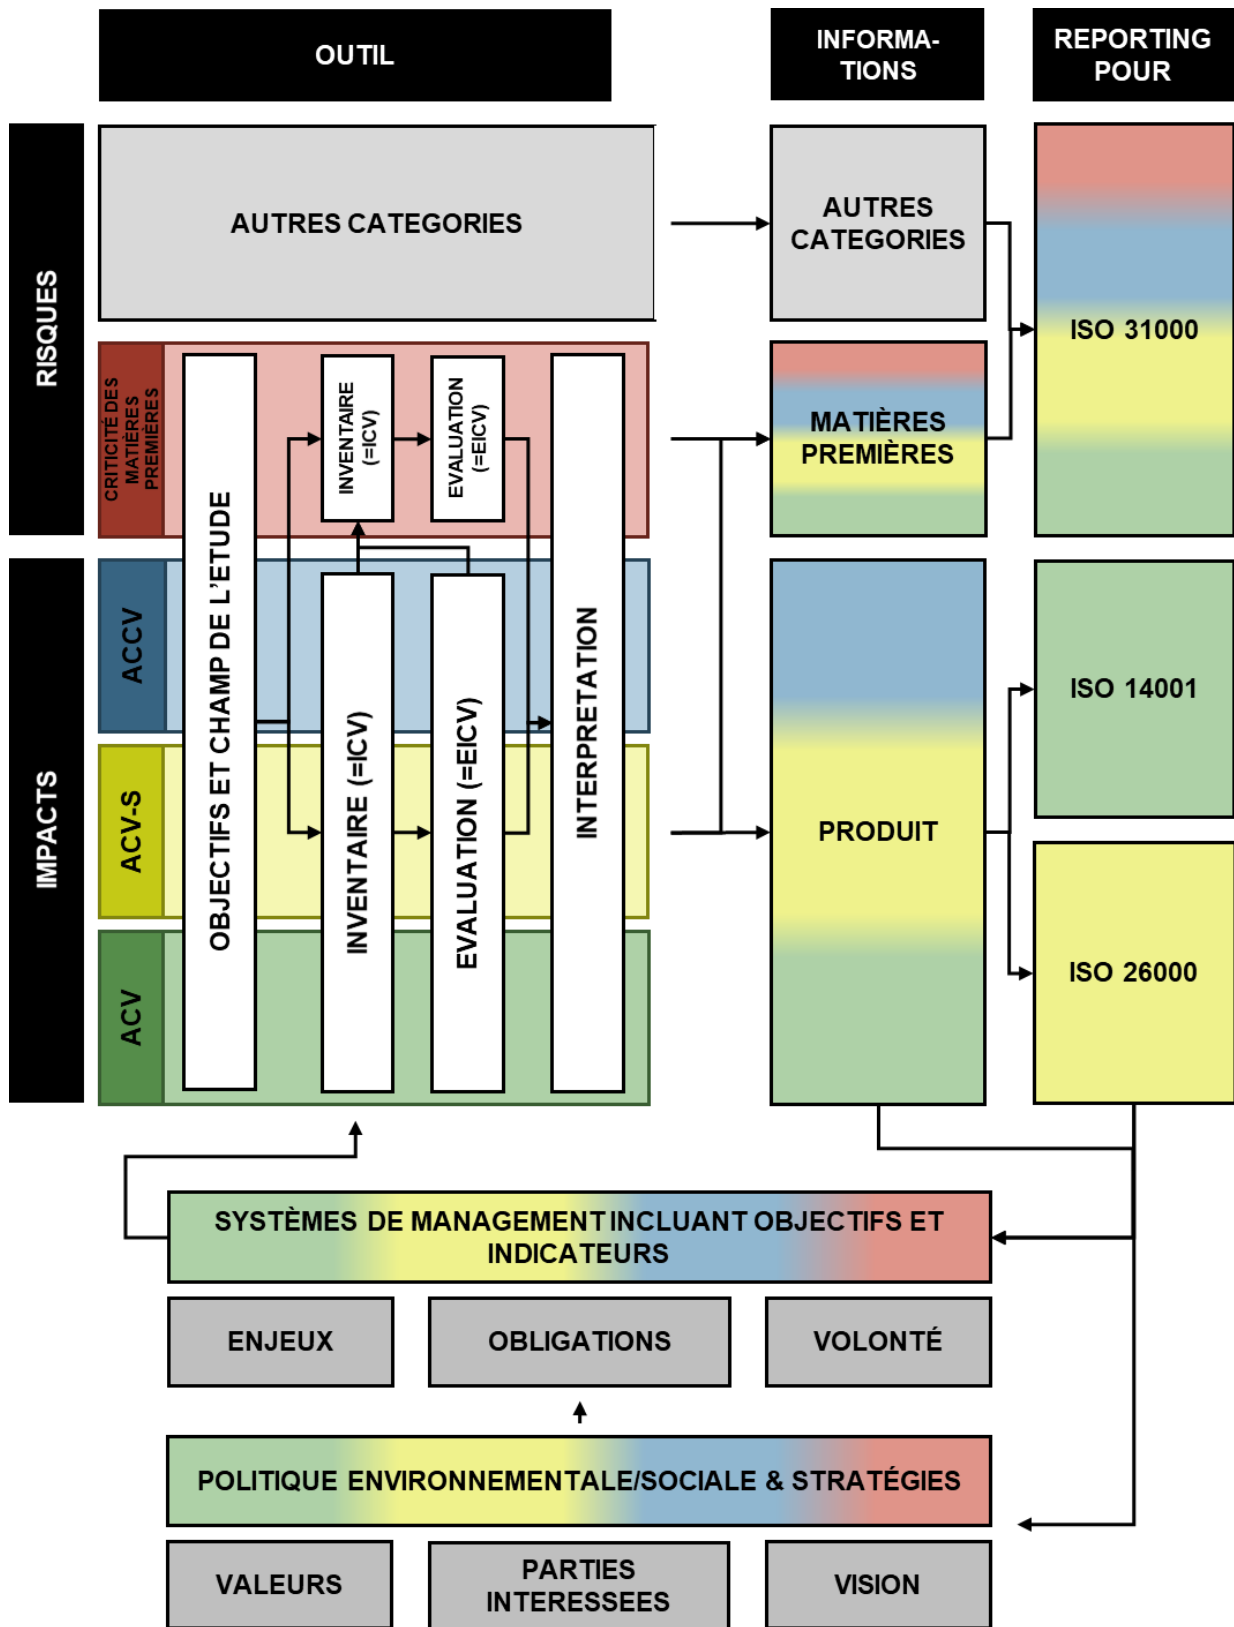 OUTIL
INFORMA-
TIONS
REPORTING
POUR
RISQUES
AUTRES CATEGORIES
AUTRES
CATEGORIES
ISO 31000
CRITICITÉ DES
MATIÈRES
PREMIÈRES
OBJECTIFS ET CHAMP DE L'ETUDE
INVENTAIRE
(=ICV)
EVALUATION
(=EICV)
INTERPRETATION
MATIÈRES
PREMIÈRES
IMPACTS
ACCV
ACV-S
ACV
INVENTAIRE (=ICV)
EVALUATION (=EICV)
PRODUIT
ISO 14001
ISO 26000
SYSTÈMES DE MANAGEMENT INCLUANT OBJECTIFS ET
INDICATEURS
ENJEUX
OBLIGATIONS
VOLONTÉ
POLITIQUE ENVIRONNEMENTALE/SOCIALE & STRATÉGIES
VALEURS
PARTIES
INTERESSEES
VISION